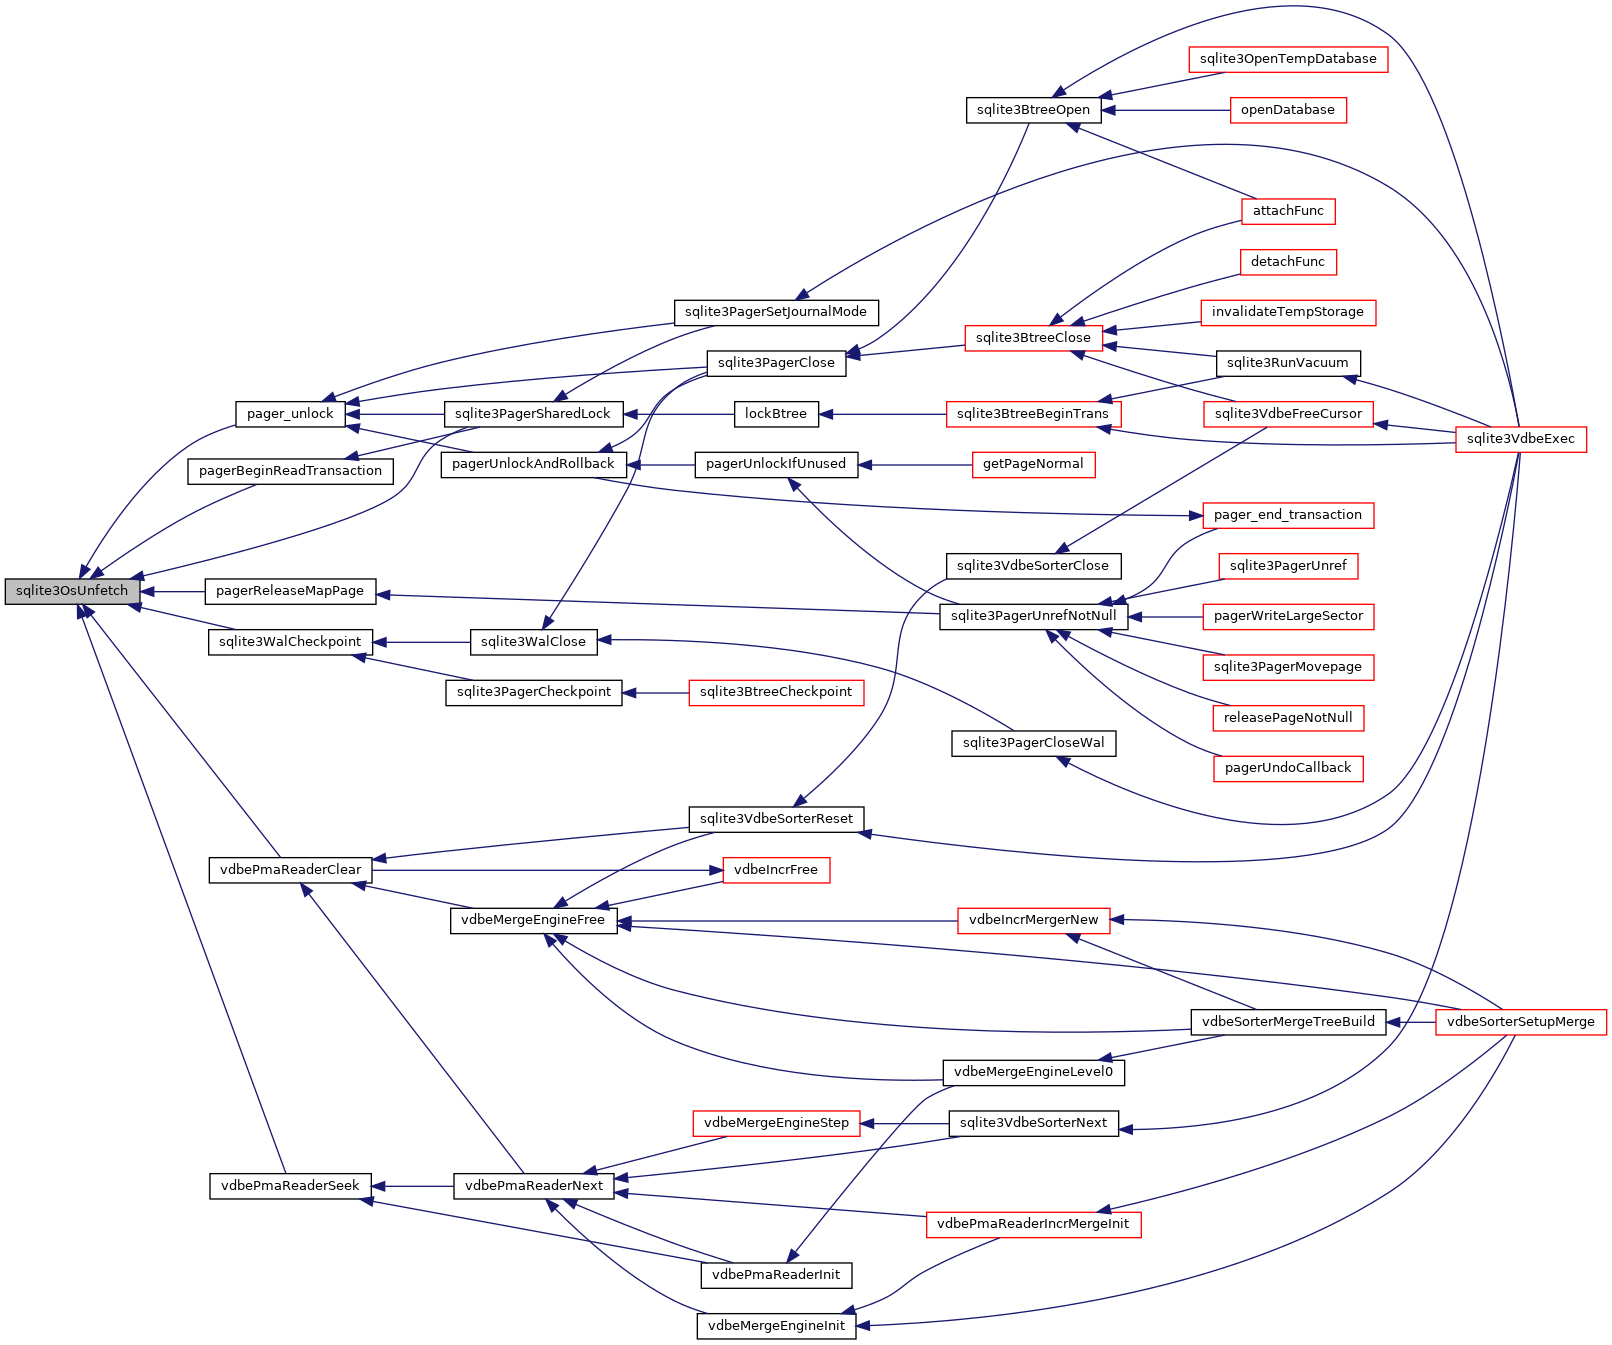 sqlite3OpenTempDatabase
sqlite3BtreeOpen
openDatabase
attachFunc
detachFunc
sqlite3PagerSetJournalMode
invalidateTempStorage
sqlite3BtreeClose
sqlite3PagerClose
sqlite3RunVacuum
pager_unlock
sqlite3PagerSharedLock
lockBtree
sqlite3BtreeBeginTrans
sqlite3VdbeFreeCursor
sqlite3VdbeExec
pagerBeginReadTransaction
pagerUnlockAndRollback
pagerUnlockIfUnused
getPageNormal
pager_end_transaction
sqlite3VdbeSorterClose
sqlite3PagerUnref
sqlite3OsUnfetch
pagerReleaseMapPage
sqlite3PagerUnrefNotNull
pagerWriteLargeSector
sqlite3WalCheckpoint
sqlite3WalClose
sqlite3PagerMovepage
sqlite3PagerCheckpoint
sqlite3BtreeCheckpoint
releasePageNotNull
sqlite3PagerCloseWal
pagerUndoCallback
sqlite3VdbeSorterReset
vdbePmaReaderClear
vdbeIncrFree
vdbeMergeEngineFree
vdbeIncrMergerNew
vdbeSorterMergeTreeBuild
vdbeSorterSetupMerge
vdbeMergeEngineLevel0
vdbeMergeEngineStep
sqlite3VdbeSorterNext
vdbePmaReaderSeek
vdbePmaReaderNext
vdbePmaReaderIncrMergeInit
vdbePmaReaderInit
vdbeMergeEngineInit